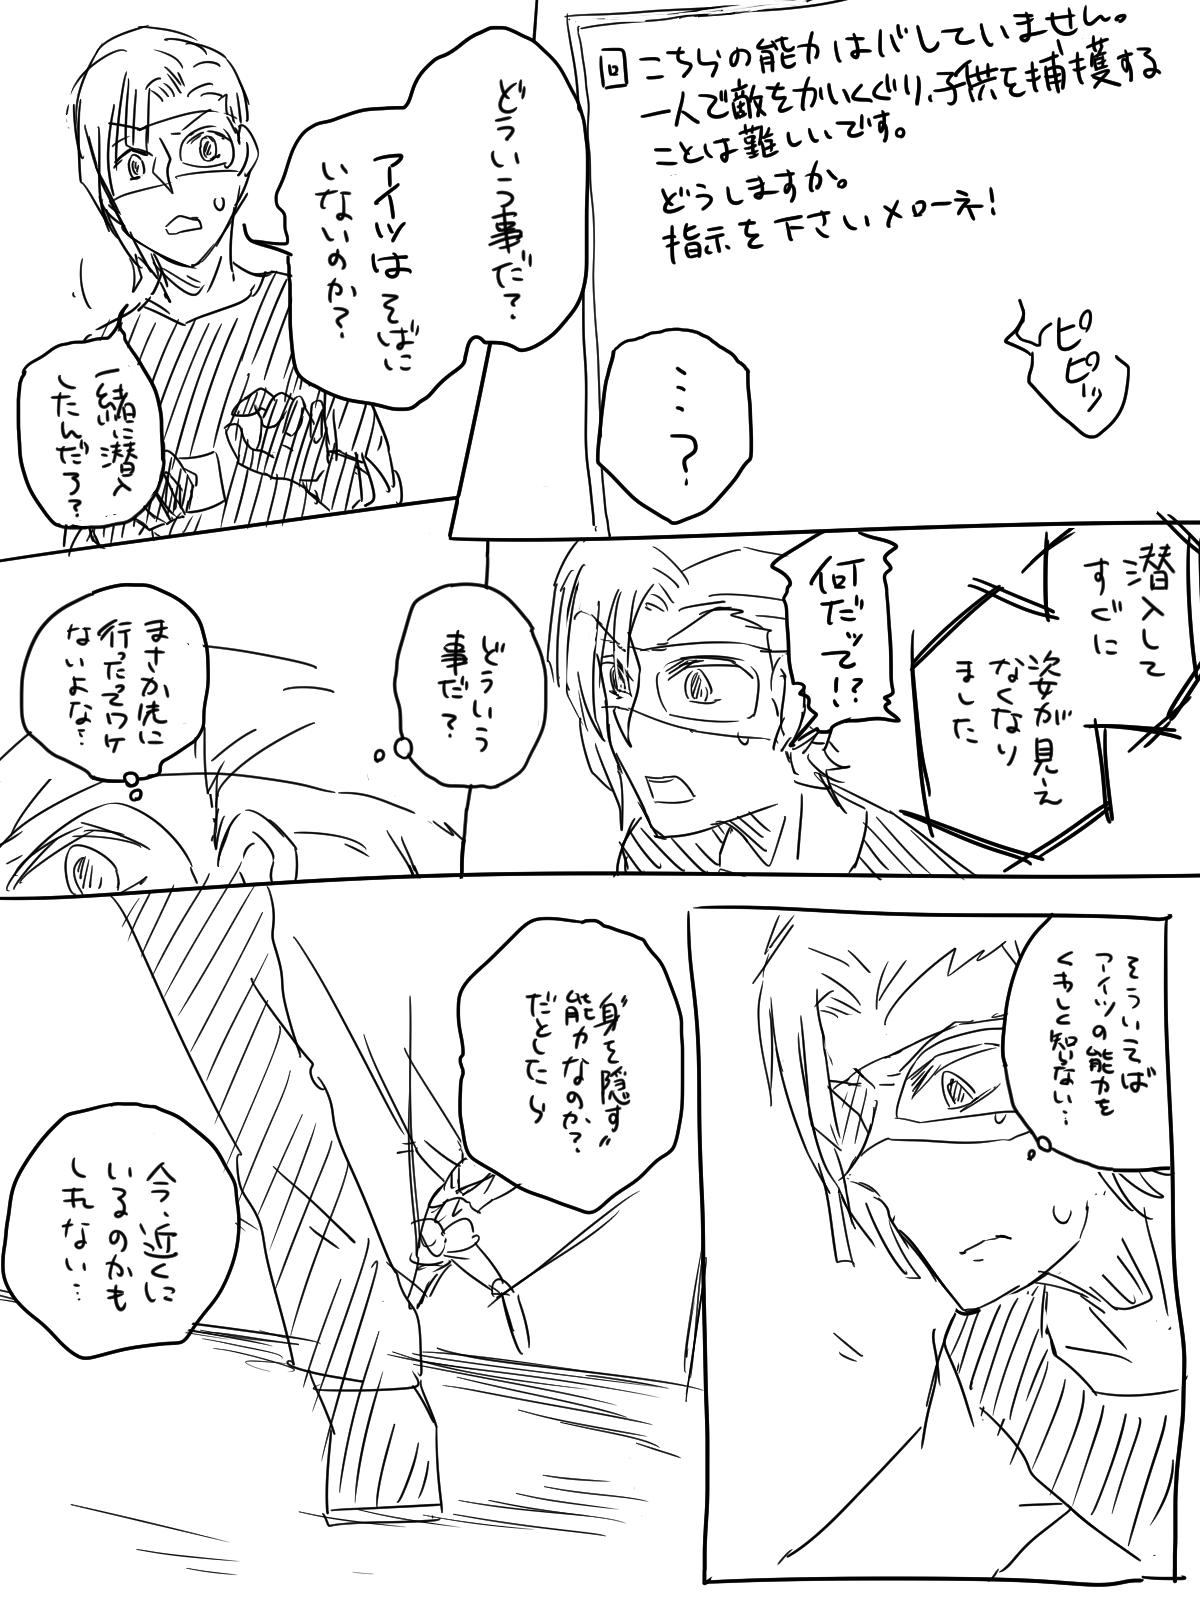 こちらの能力はバレていません。
一人で敵をかいくぐり、子供を捕獲する
ことは難しいです。
どうしますか。
指示を下さいメローネ!
ピピッ
…?
どういう事だ?
アイツはそばに
いないのか?
一緒に潜入
したんだろ?
潜入して
すぐに
姿が見え
なくなり
ました
何だって!?
どういう
事だ?
まさか先に
行ったってワケ
ないよな…
そういえば
アイツの能力を
くわしく知らない…
"身を隠す"
能力なのか?
だとしたら
今、近くに
いるのかも
しれない…